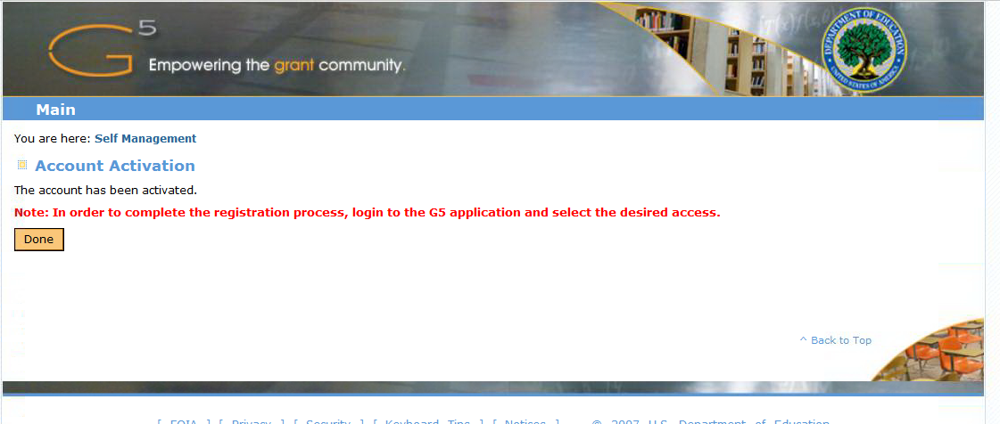 G5
Empowering the grant community.
DEPARTMENT OF EDUCATION
UNITED STATES OF AMERICA
Main
You are here: Self Management
Account Activation
The account has been activated.
Note: In order to complete the registration process, login to the G5 application and select the desired access.
Done
^ Back to Top
[ FOIA ] [ Privacy ] [ Security ] [ Keyboard Tips ] [ Notices ] © 2007 U.S. Department of Education